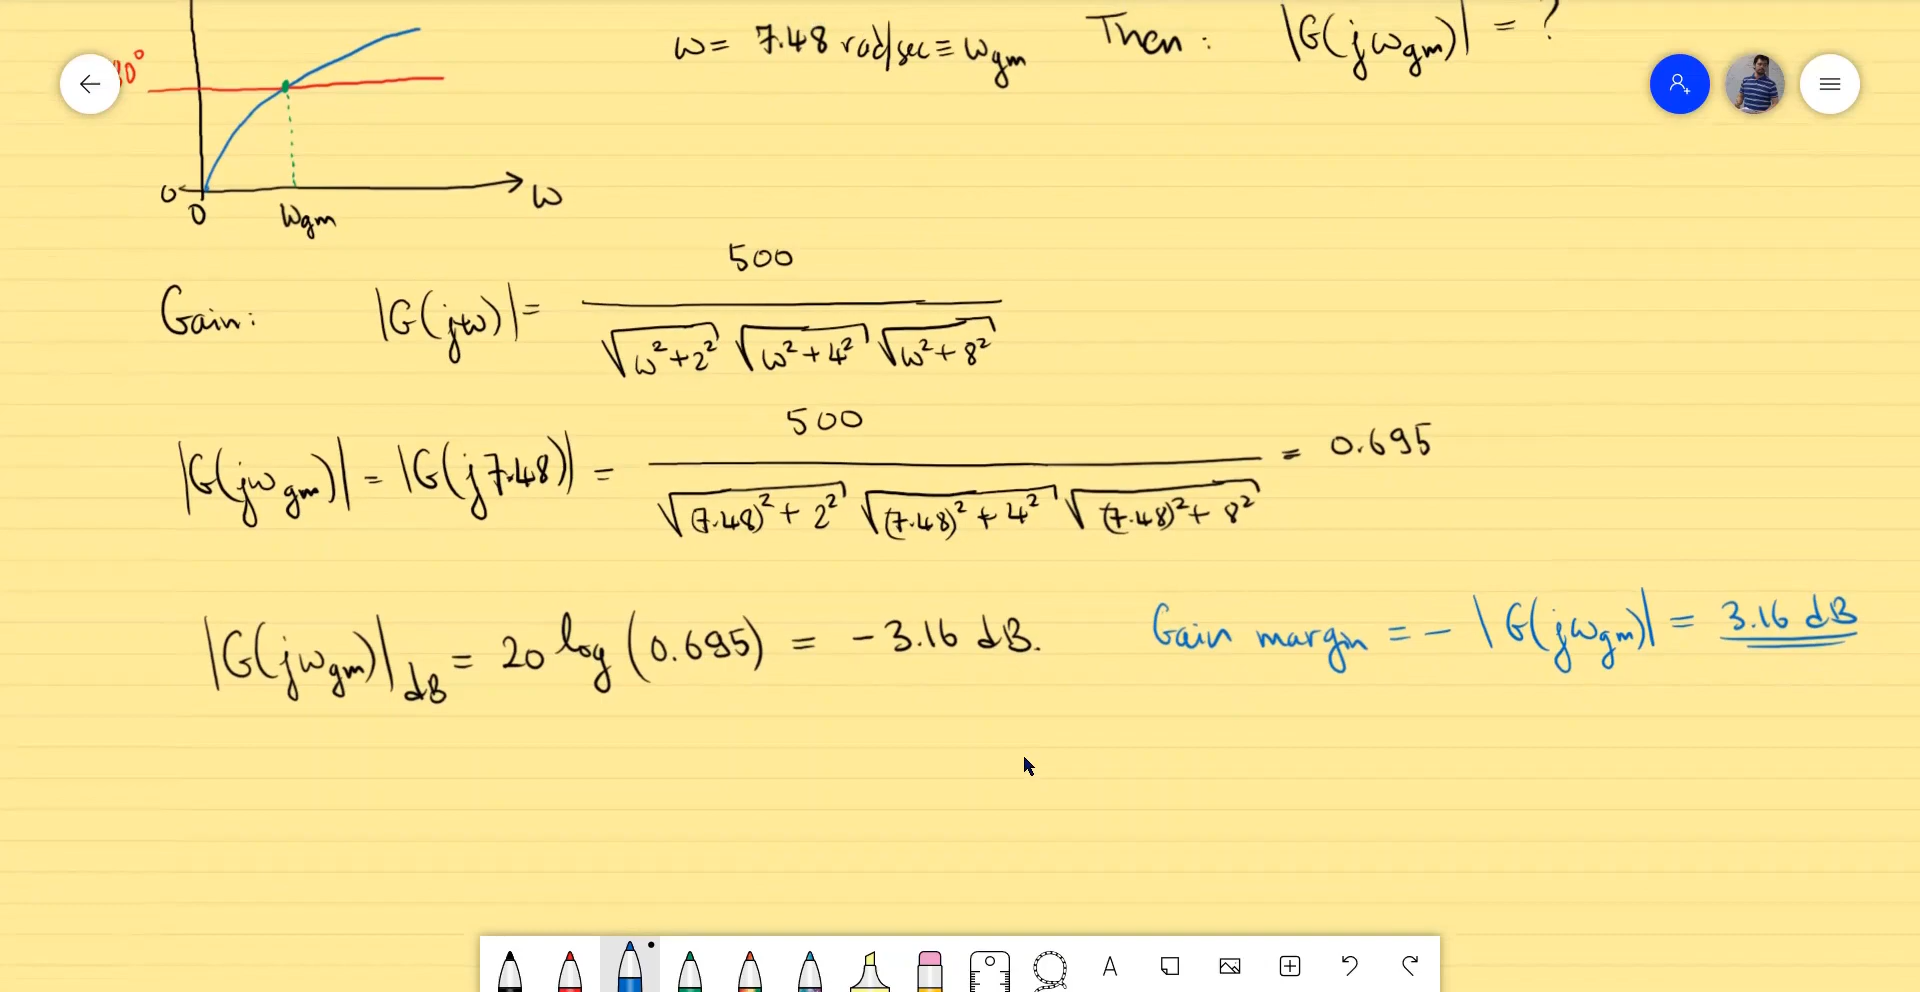 ω = 7.48 rad/sec ≡ ωgm Then: |G(jωgm)| = ?
80°
0
0 ωgm ω
500
Gain: |G(jω)| = 
√ω²+2² √ω²+4² √ω²+8²
500
|G(jωgm)| = |G(j7.48)| = = 0.695
√(7.48)²+2² √(7.48)²+4² √(7.48)²+8²
|G(jωgm)|dB = 20 log(0.695) = -3.16 dB. Gain margin = - |G(jωgm)| = 3.16 dB
A